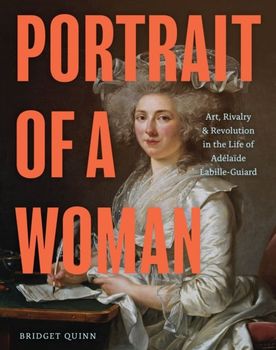 PORTRAIT
OF A
WOMAN
Art, Rivalry
& Revolution
in the Life of
Adélaïde
Labille-Guiard
BRIDGET QUINN